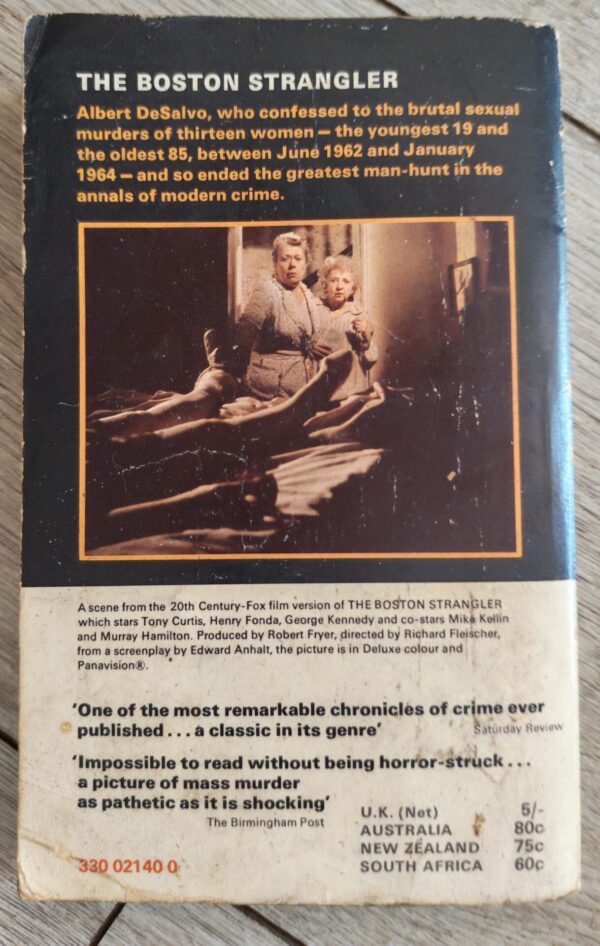 THE BOSTON STRANGLER
Albert DeSalvo, who confessed to the brutal sexual
murders of thirteen women – the youngest 19 and
the oldest 85, between June 1962 and January
1964 – and so ended the greatest man-hunt in the
annals of modern crime.
A scene from the 20th Century-Fox film version of THE BOSTON STRANGLER
which stars Tony Curtis, Henry Fonda, George Kennedy and co-stars Mike Kellin
and Murray Hamilton. Produced by Robert Fryer, directed by Richard Fleischer,
from a screenplay by Edward Anhalt, the picture is in Deluxe colour and
Panavision®.
‘One of the most remarkable chronicles of crime ever
published . . . a classic in its genre’ Saturday Review
‘Impossible to read without being horror-struck . . .
a picture of mass murder
as pathetic as it is shocking’
The Birmingham Post
U.K. (Net) 5/-
AUSTRALIA 80c
NEW ZEALAND 75c
SOUTH AFRICA 60c
330 02140 0